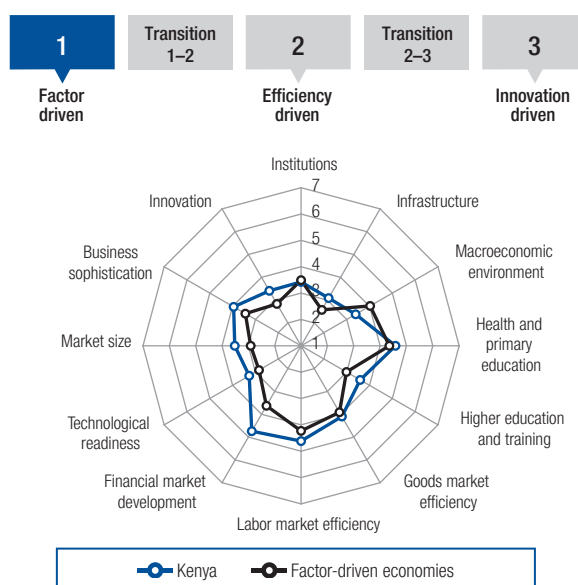 1
Transition
1–2
2
Transition
2–3
3
Factor
driven
Efficiency
driven
Innovation
driven
Institutions
Infrastructure
Macroeconomic
environment
Health and
primary
education
Higher education
and training
Goods market
efficiency
Labor market efficiency
Financial market
development
Technological
readiness
Market size
Business
sophistication
Innovation
7
6
5
4
3
2
1
Kenya
Factor-driven economies